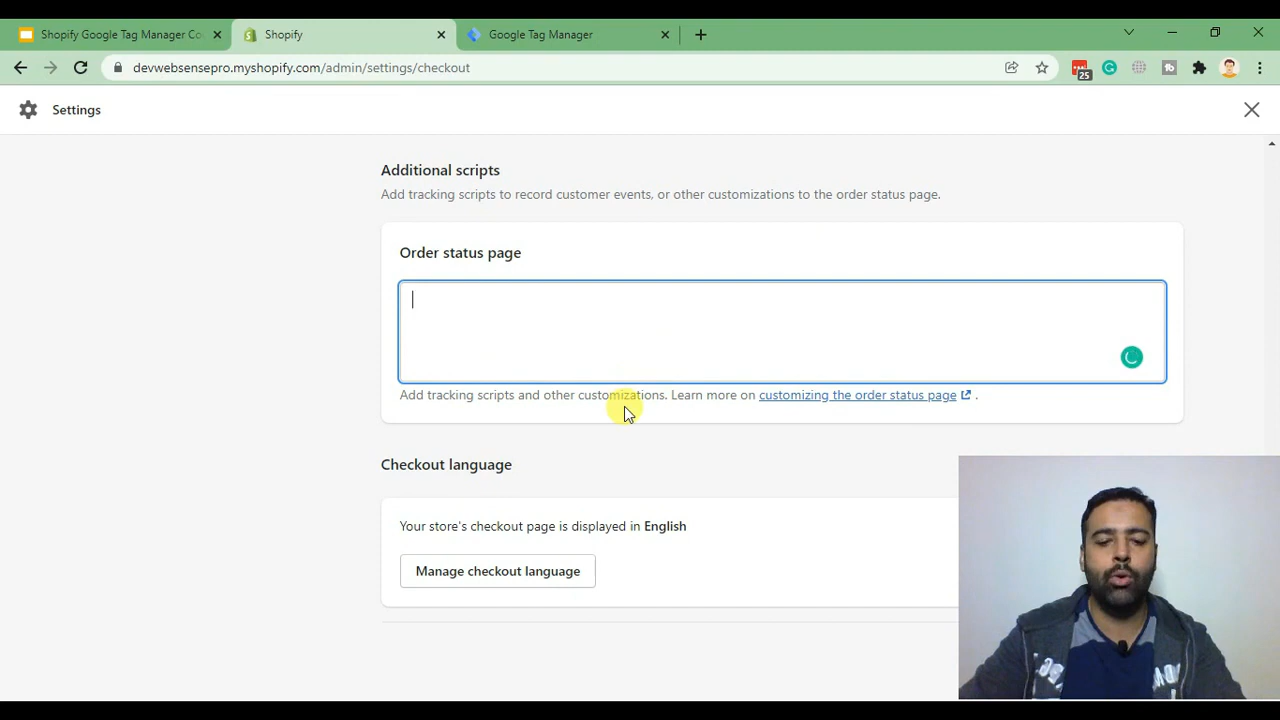 Shopify Google Tag Manager Co
Shopify
Google Tag Manager
devwebsensepro.myshopify.com/admin/settings/checkout
25
Settings
Additional scripts
Add tracking scripts to record customer events, or other customizations to the order status page.
Order status page
Add tracking scripts and other customizations. Learn more on customizing the order status page .
Checkout language
Your store's checkout page is displayed in English
Manage checkout language